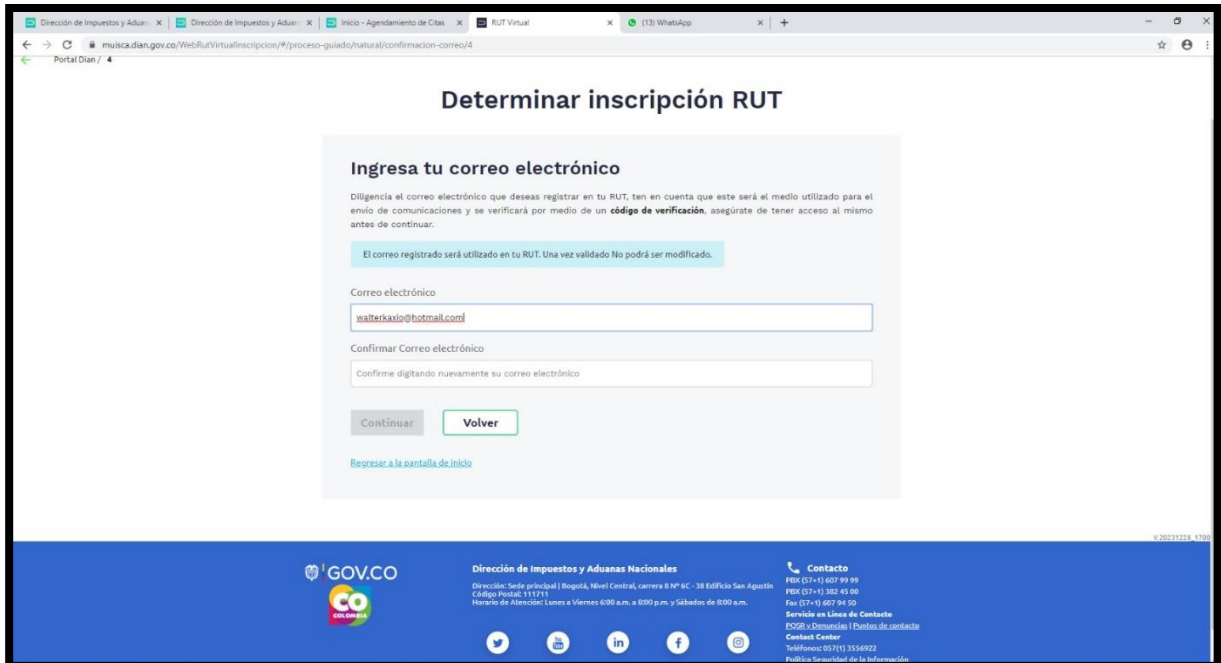 Dirección de Impuestos y Aduan
Dirección de Impuestos y Aduan
Inicio - Agendamiento de Citas
RUT Virtual
(13) WhatsApp
muisca.dian.gov.co/WebRutVirtualInscripcion/#/proceso-guiado/natural/confirmacion-correo/4
Portal Dian / 4
Determinar inscripción RUT
Ingresa tu correo electrónico
Diligencia el correo electrónico que deseas registrar en tu RUT, ten en cuenta que este será el medio utilizado para el
envío de comunicaciones y se verificará por medio de un código de verificación, asegúrate de tener acceso al mismo
antes de continuar.
El correo registrado será utilizado en tu RUT. Una vez validado No podrá ser modificado.
Correo electrónico
walterkaxio@hotmail.com
Confirmar Correo electrónico
Confirme digitando nuevamente su correo electrónico
Continuar
Volver
Regresar a la pantalla de inicio
V.20231228_1700
GOV.CO
CO
COLOMBIA
Dirección de Impuestos y Aduanas Nacionales
Dirección: Sede principal | Bogotá, Nivel Central, carrera 8 Nº 6C - 38 Edificio San Agustín
Código Postal: 111711
Horario de Atención: Lunes a Viernes 6:00 a.m. a 8:00 p.m. y Sábados de 8:00 a.m.
Contacto
PBX (57+1) 607 99 99
PBX (57+1) 382 45 00
Fax (57+1) 607 94 50
Servicio en Línea de Contacto
PQSR y Denuncias | Puntos de contacto
Contact Center
Teléfonos: 057(1) 3556922
Política Seguridad de la Información